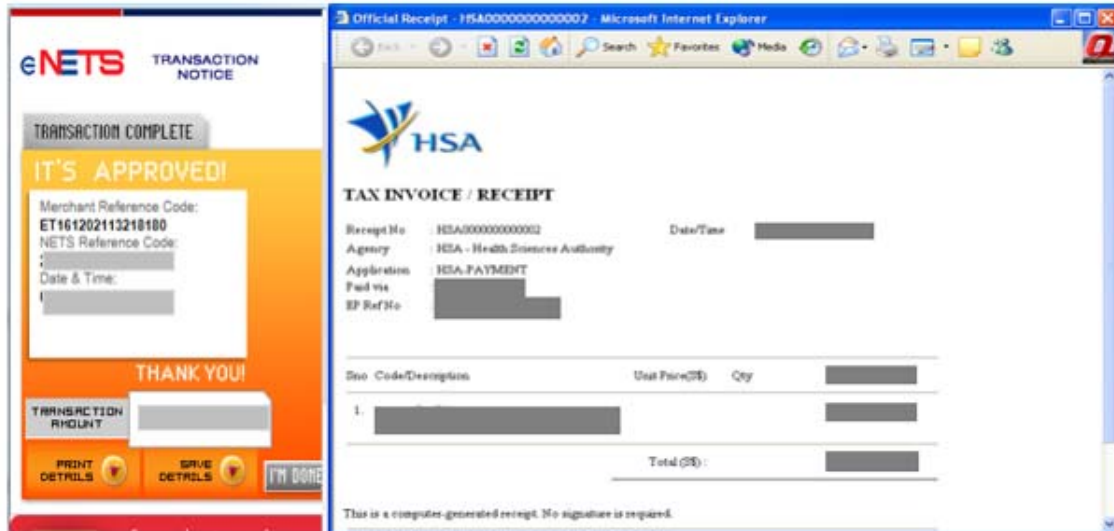 eNETS
TRANSACTION
NOTICE
TRANSACTION COMPLETE
IT'S APPROVED!
Merchant Reference Code:
ET161202113218180
NETS Reference Code:
Date & Time:
THANK YOU!
TRANSACTION
AMOUNT
PRINT
DETAILS
SAVE
DETAILS
I'M DONE
Official Receipt - HSA0000000000002 - Microsoft Internet Explorer
Back
Search
Favorites
Media
HSA
TAX INVOICE / RECEIPT
Receipt No : HSA0000000000002 Date/Time
Agency : HSA - Health Sciences Authority
Application : HSA-PAYMENT
Paid via
EP Ref No
Sno Code/Description Unit Price(S$) Qty
1.
Total (S$) :
This is a computer-generated receipt. No signature is required.